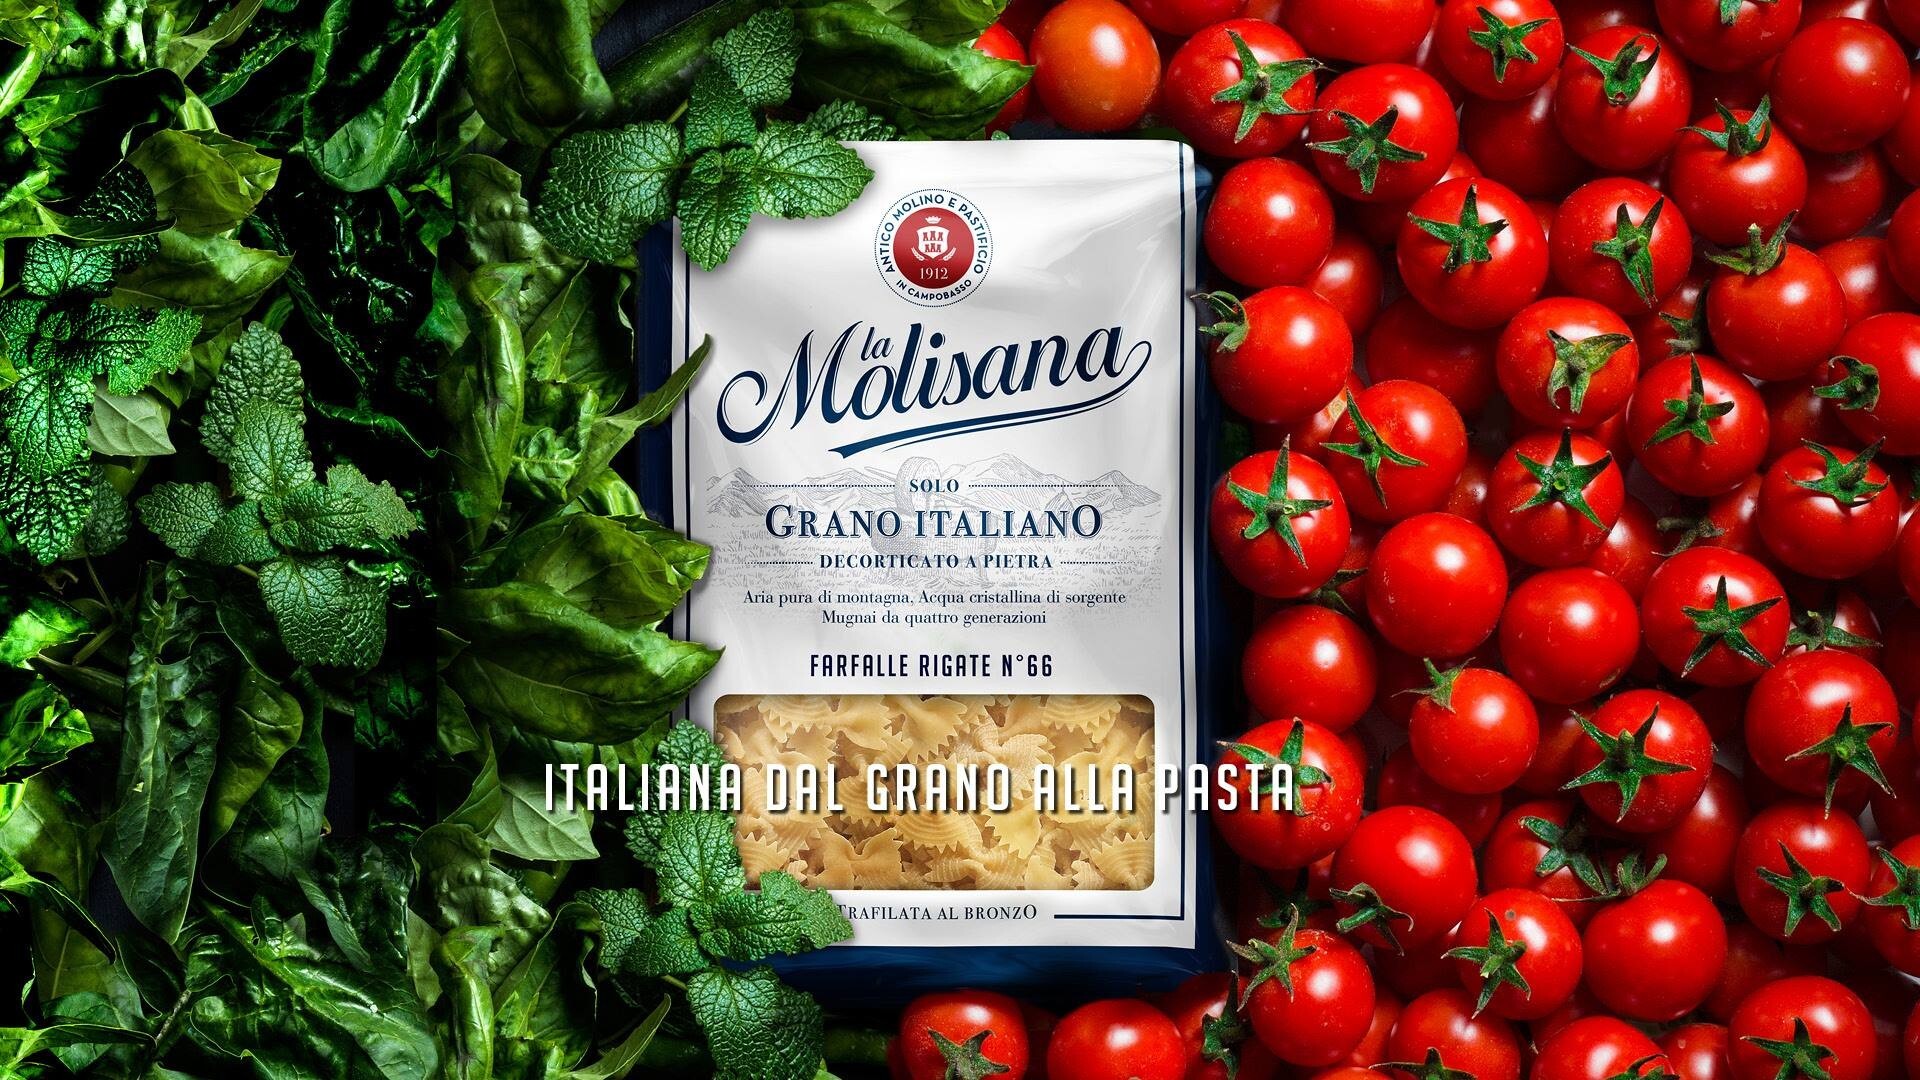 ANTICO MOLINO E PASTIFICIO
1912
IN CAMPOBASSO
la
Molisana
SOLO
GRANO ITALIANO
DECORTICATO A PIETRA
Aria pura di montagna, Acqua cristallina di sorgente
Mugnai da quattro generazioni
FARFALLE RIGATE N°66
ITALIANA DAL GRANO ALLA PASTA
TRAFILATA AL BRONZO